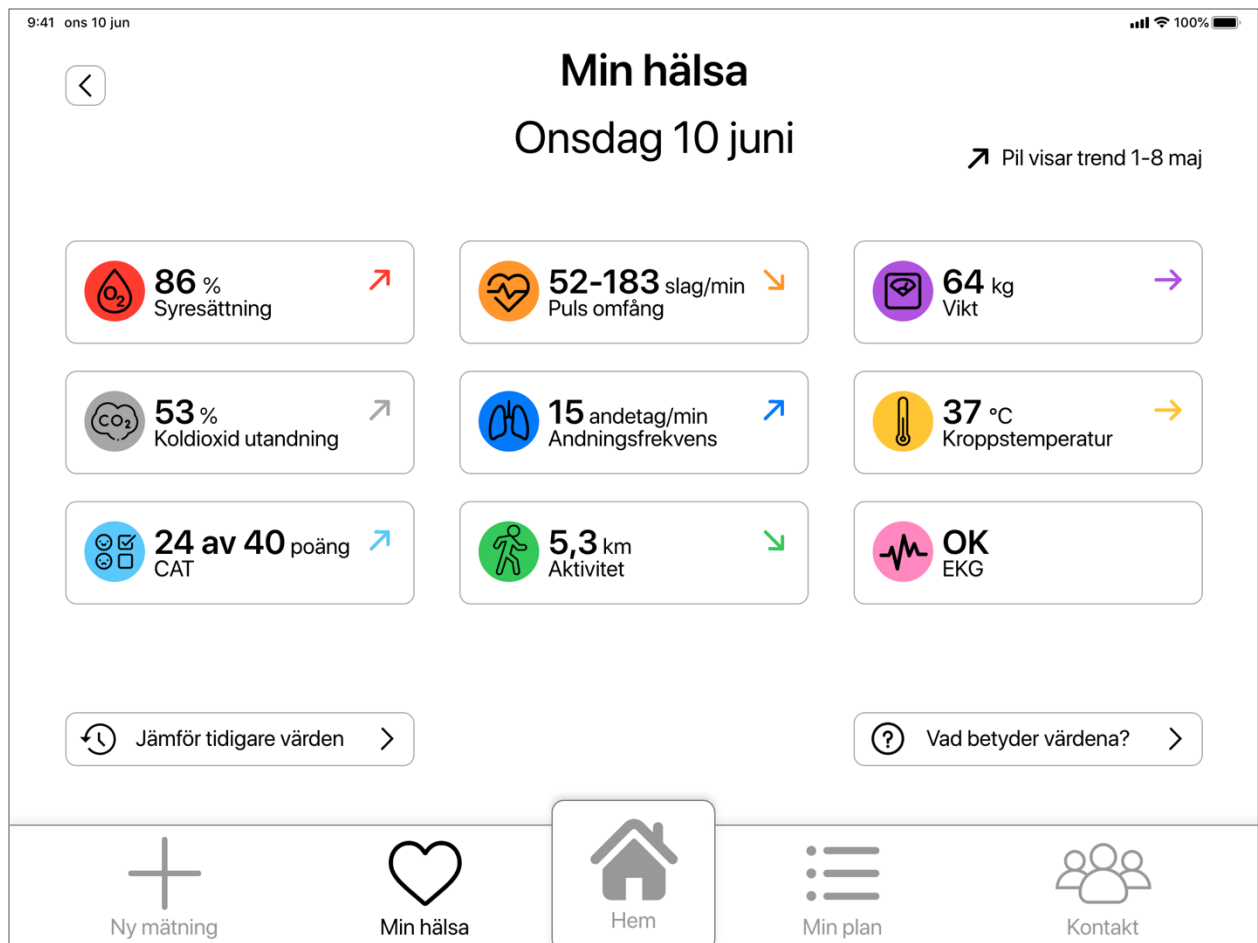 9:41 ons 10 jun
100%
Min hälsa
Onsdag 10 juni
Pil visar trend 1-8 maj
O2
86 %
Syresättning
52-183 slag/min
Puls omfång
64 kg
Vikt
CO2
53 %
Koldioxid utandning
15 andetag/min
Andningsfrekvens
37 °C
Kroppstemperatur
24 av 40 poäng
CAT
5,3 km
Aktivitet
OK
EKG
Jämför tidigare värden
Vad betyder värdena?
Ny mätning
Min hälsa
Hem
Min plan
Kontakt